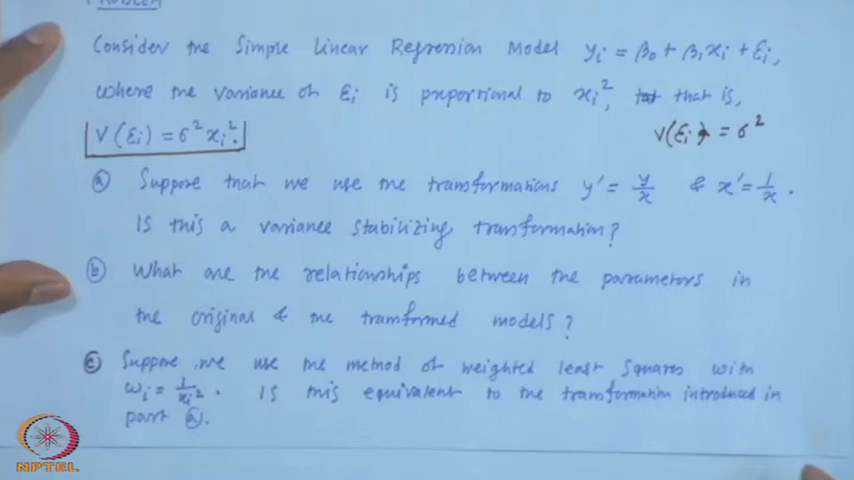 PROBLEM
Consider the Simple Linear Regression Model yi = β0 + β1xi + εi,
where the variance of εi is proportional to xi², that is,
V(εi) = σ²xi².
V(εi) = σ²
(a) Suppose that we use the transformations y' = y/x & x' = 1/x.
Is this a variance stabilizing transformation?
(b) What are the relationships between the parameters in
the original & the transformed models?
(c) Suppose we use the method of weighted least squares with
ωi = 1/xi². Is this equivalent to the transformation introduced in
part (a).
NPTEL